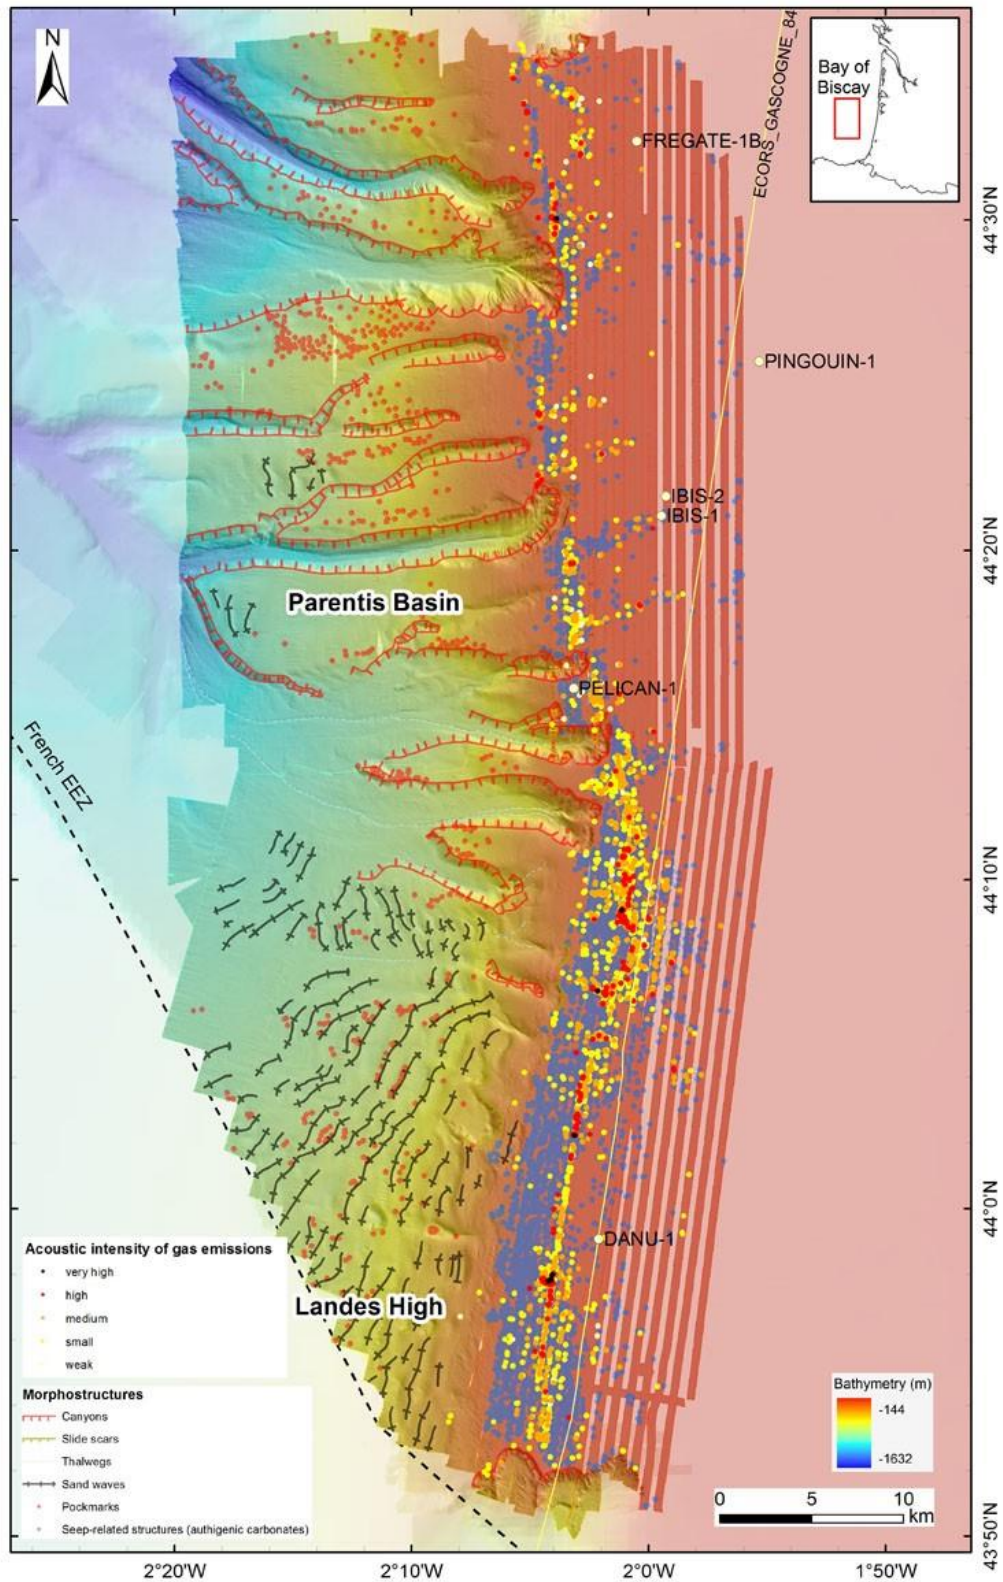 N
ECORS_GASCOGNE_84
Bay of
Biscay
FREGATE-1B
44°30'N
PINGOUIN-1
IBIS-2
IBIS-1
44°20'N
Parentis Basin
PELICAN-1
French EEZ
44°10'N
44°0'N
DANU-1
Landes High
Acoustic intensity of gas emissions
very high
high
medium
small
weak
Morphostructures
Canyons
Slide scars
Thalwegs
Sand waves
Pockmarks
Seep-related structures (authigenic carbonates)
Bathymetry (m)
-144
-1632
0 5 10
km
43°50'N
2°20'W 2°10'W 2°0'W 1°50'W